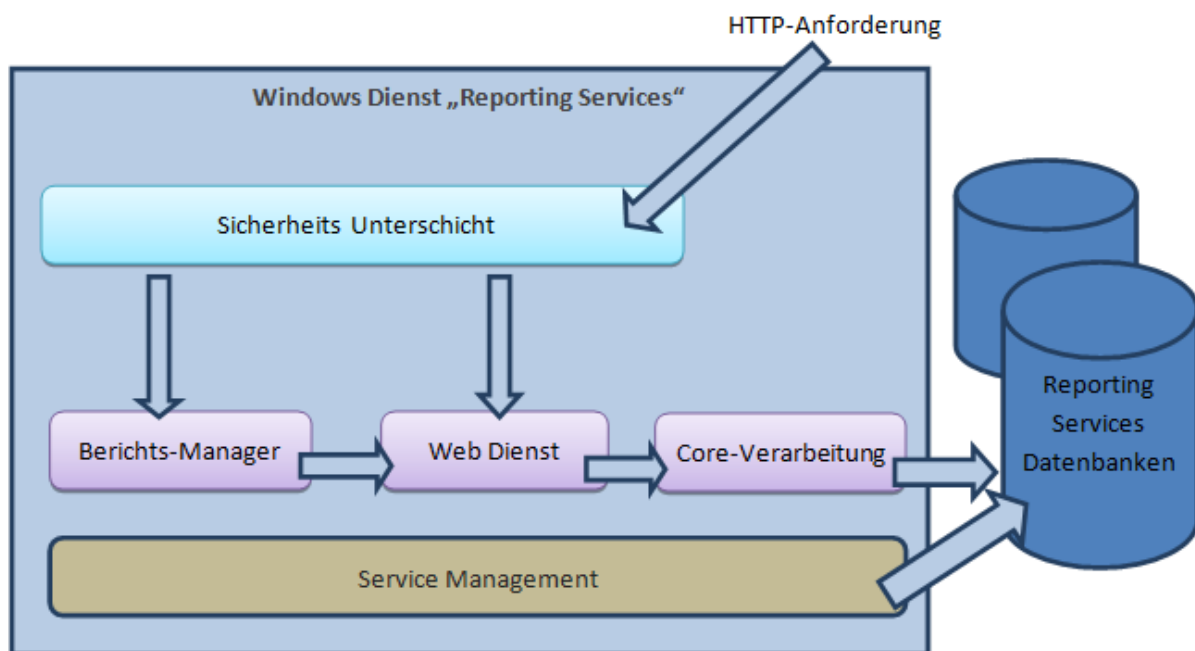 HTTP-Anforderung
Windows Dienst „Reporting Services“
Sicherheits Unterschicht
Berichts-Manager
Web Dienst
Core-Verarbeitung
Reporting
Services
Datenbanken
Service Management